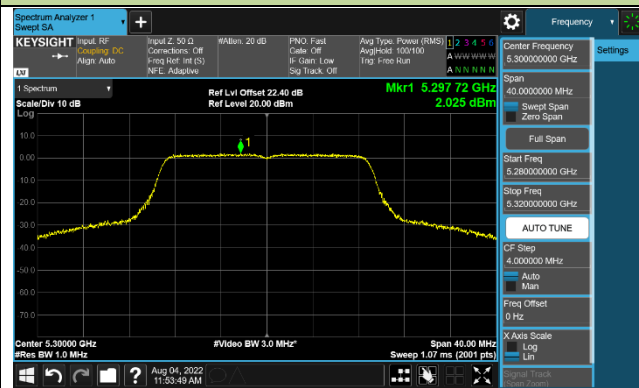 Spectrum Analyzer 1
Swept SA
Frequency
KEYSIGHT
Input: RF
Coupling: DC
Align: Auto
Input Z: 50 Ω
Corrections: Off
Freq Ref: Int (S)
NFE: Adaptive
#Atten: 20 dB
PNO: Fast
Gate: Off
IF Gain: Low
Sig Track: Off
Avg Type: Power (RMS)
Avg|Hold: 100/100
Trig: Free Run
1 2 3 4 5 6
A W W W W W
A N N N N N
LXI
1 Spectrum
Scale/Div 10 dB
Log
Ref Lvl Offset 22.40 dB
Ref Level 20.00 dBm
Mkr1 5.297 72 GHz
2.025 dBm
10.0
0.00
1
10.0
20.0
30.0
40.0
-50.0
-60.0
70.0
Center 5.30000 GHz
#Res BW 1.0 MHz
#Video BW 3.0 MHz*
Span 40.00 MHz
Sweep 1.07 ms (2001 pts)
Aug 04, 2022
11:53:49 AM
Center Frequency
5.300000000 GHz
Settings
Span
40.0000000 MHz
Swept Span
Zero Span
Full Span
Start Freq
5.280000000 GHz
Stop Freq
5.320000000 GHz
AUTO TUNE
CF Step
4.000000 MHz
Auto
Man
Freq Offset
0 Hz
X Axis Scale
Log
Lin
Signal Track
(Span Zoom)